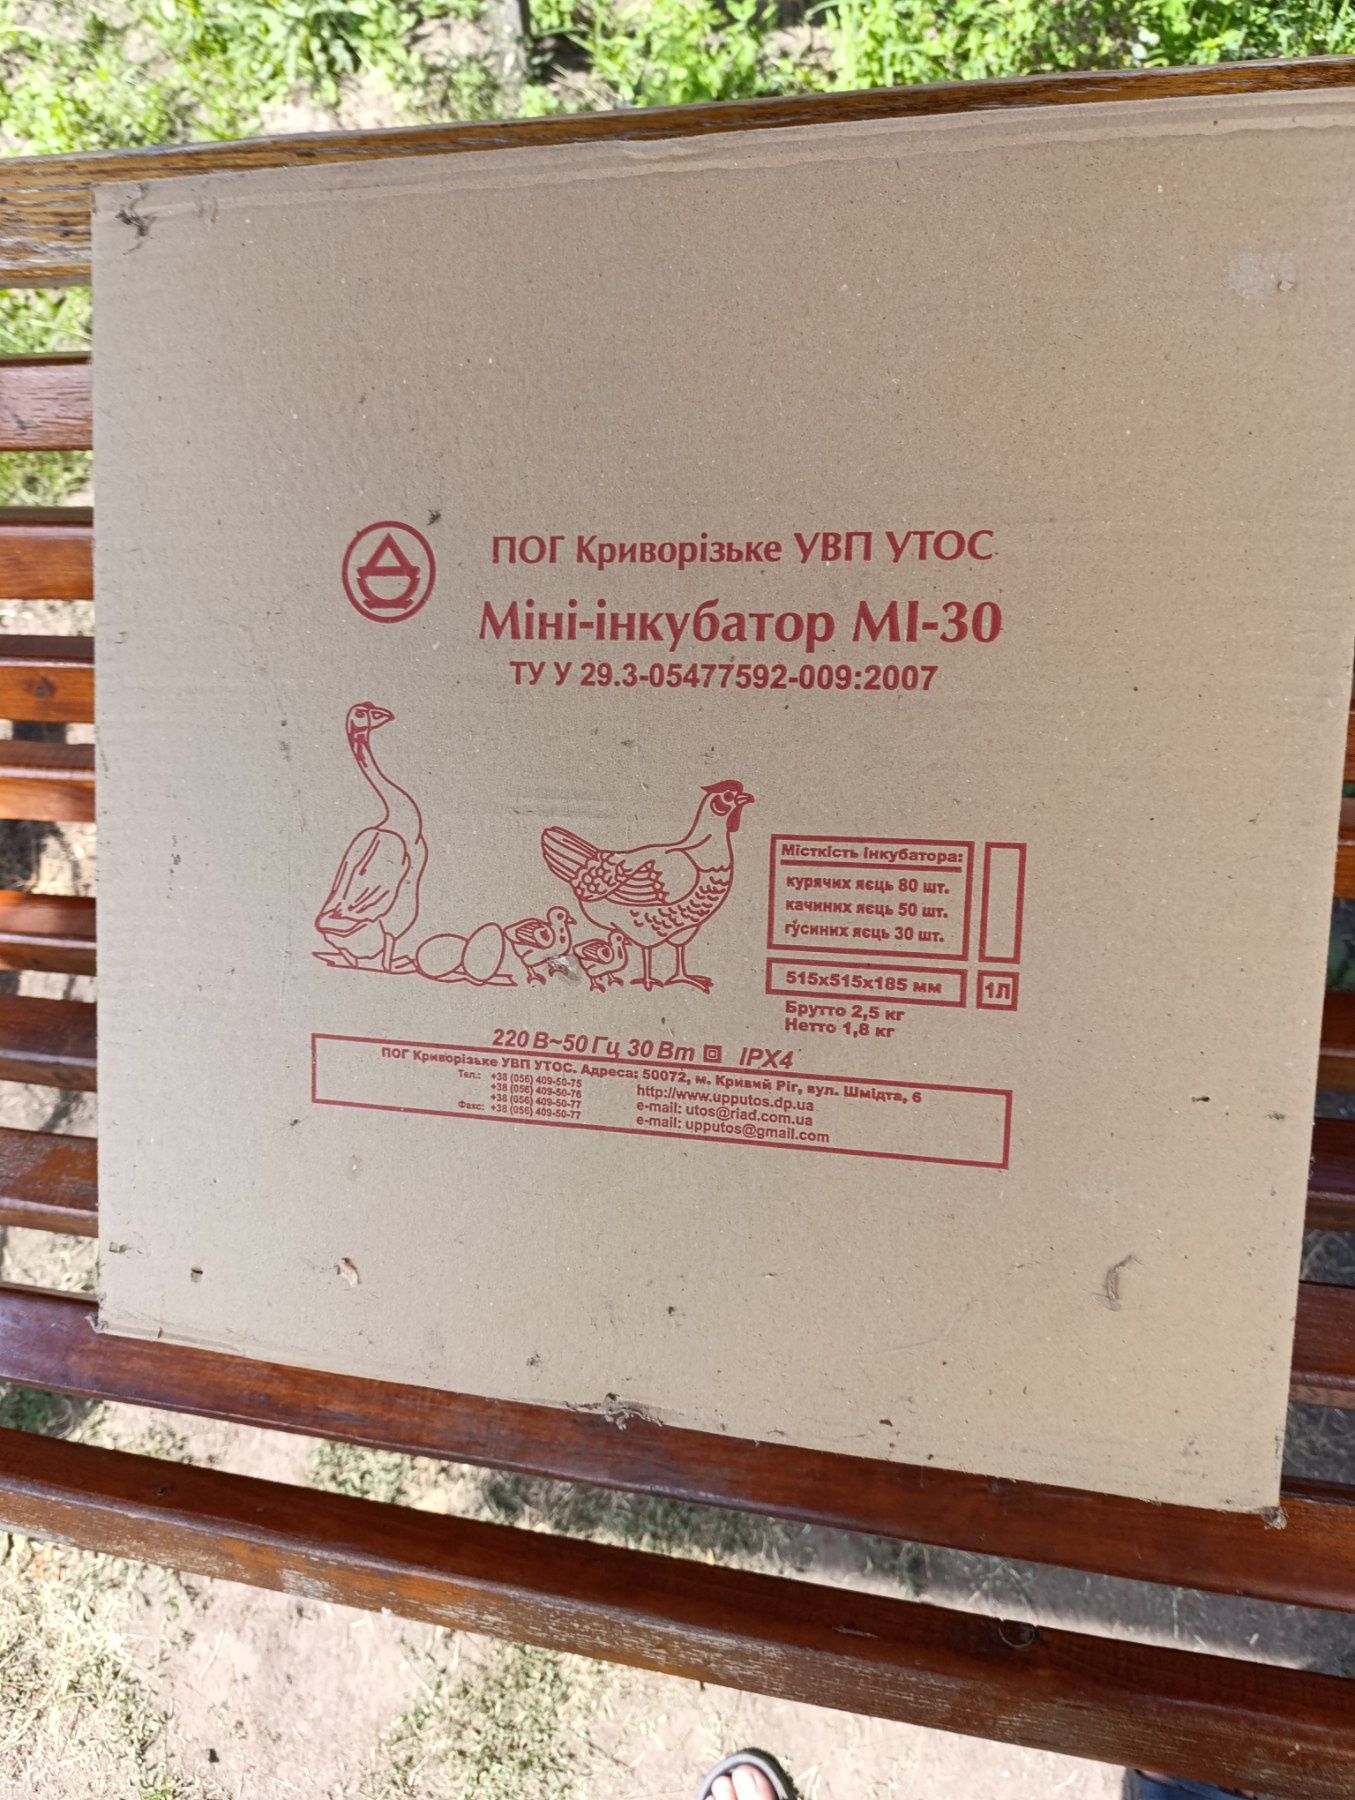 ПОГ Криворізьке УВП УТОС
Міні-інкубатор МІ-30
ТУ У 29.3-05477592-009:2007
Місткість інкубатора:
курячих яєць 80 шт.
качиних яєць 50 шт.
гусиних яєць 30 шт.
515х515х185 мм
1Л
Брутто 2,5 кг
Нетто 1,8 кг
220 В~50 Гц 30 Вт IPX4
ПОГ Криворізьке УВП УТОС. Адреса: 50072, м. Кривий Ріг, вул. Шмідта, 6
Тел.: +38 (056) 409-50-75
+38 (056) 409-50-76
+38 (056) 409-50-77
Факс: +38 (056) 409-50-77
http://www.upputos.dp.ua
e-mail: utos@riad.com.ua
e-mail: upputos@gmail.com